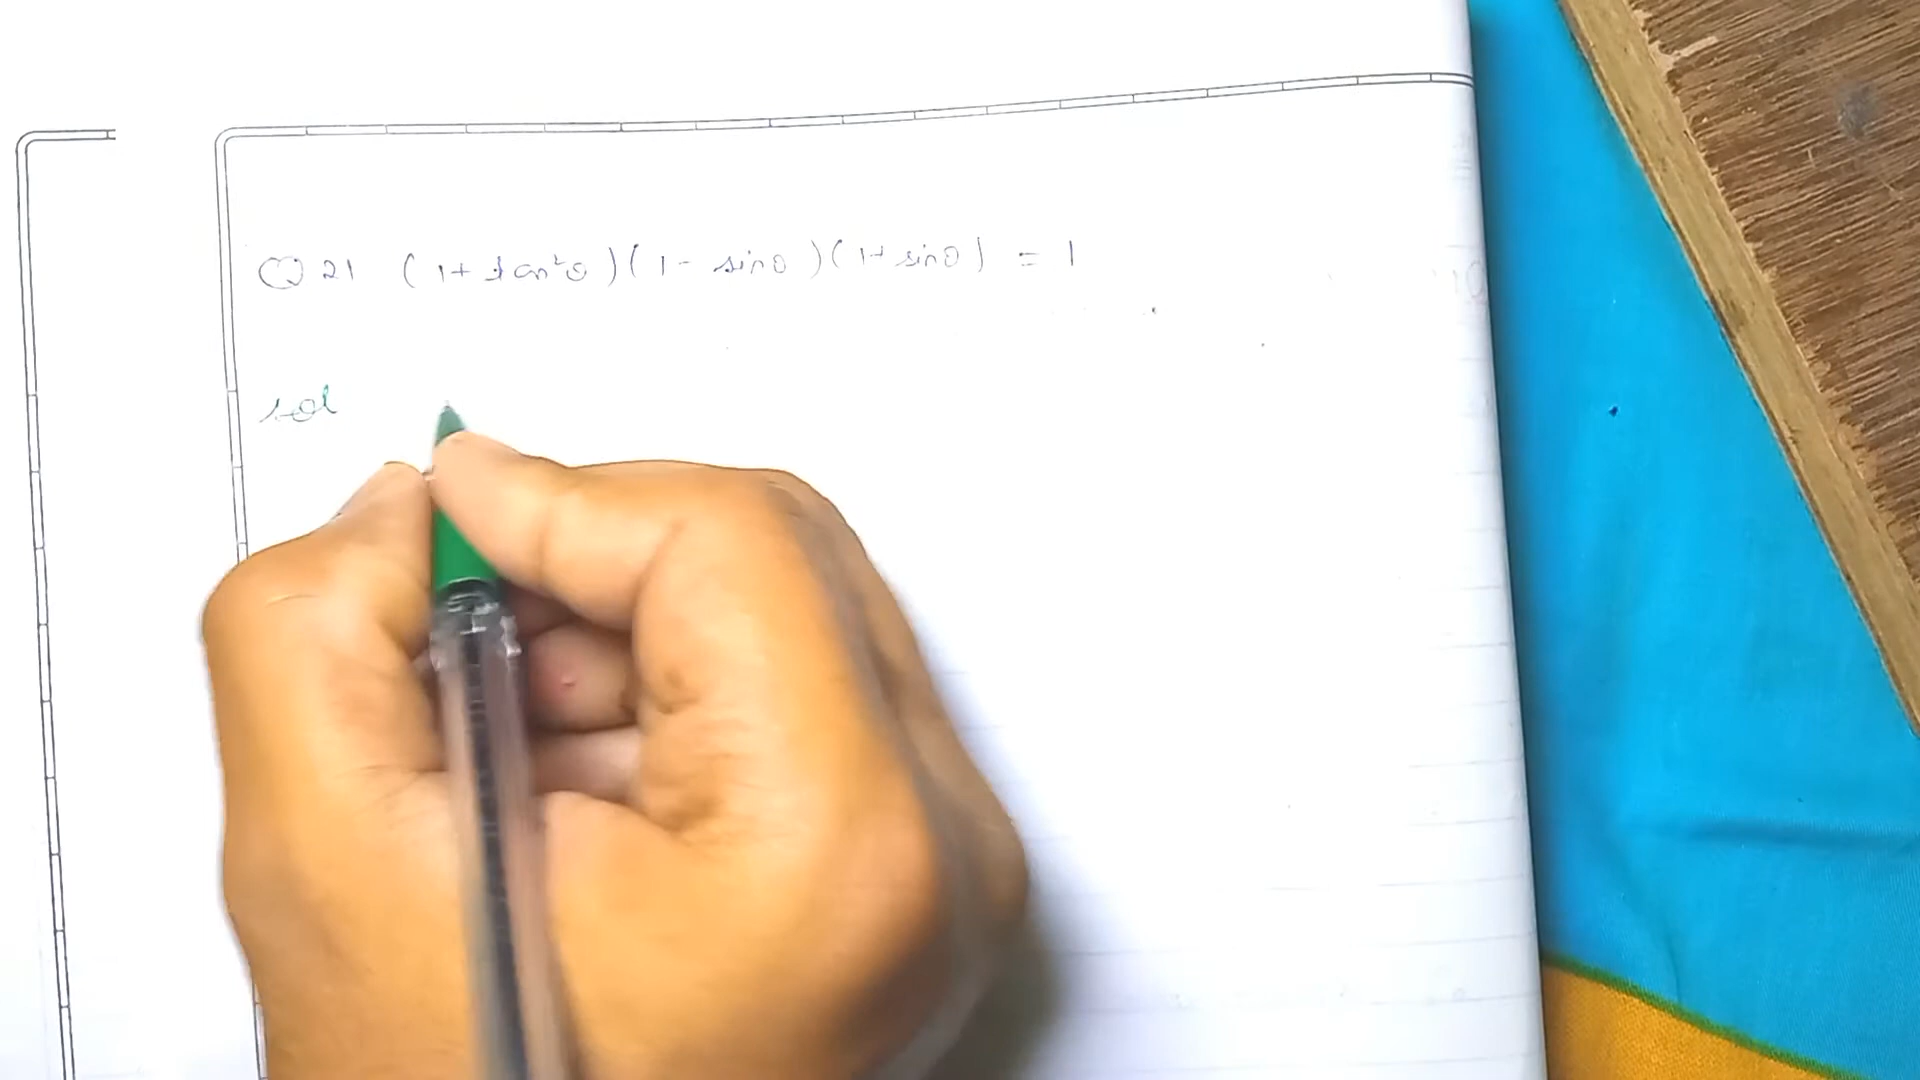 Q 21 (1 + tan²θ)(1 - sinθ)(1 + sinθ) = 1
sol